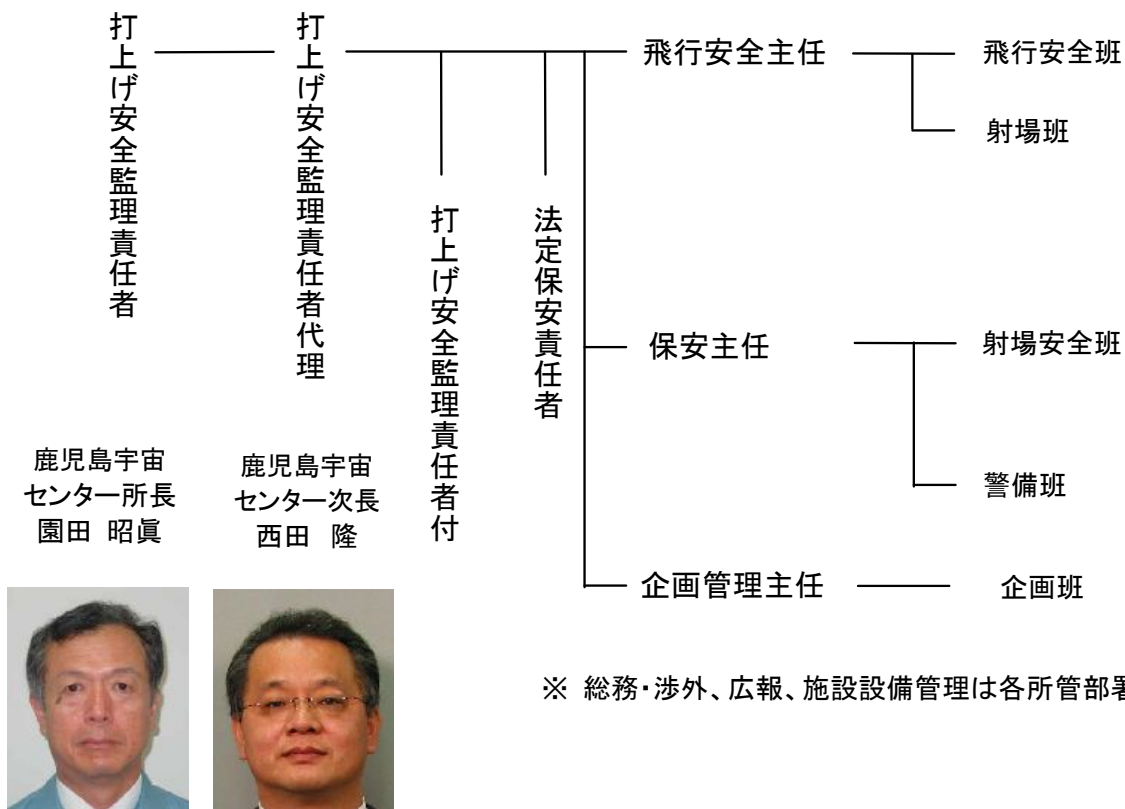 打上げ安全監理責任者
打上げ安全監理責任者代理
打上げ安全監理責任者付
法定保安責任者
飛行安全主任
飛行安全班
射場班
保安主任
射場安全班
警備班
企画管理主任
企画班
鹿児島宇宙
センター所長
園田 昭眞
鹿児島宇宙
センター次長
西田 隆
※ 総務・渉外、広報、施設設備管理は各所管部署